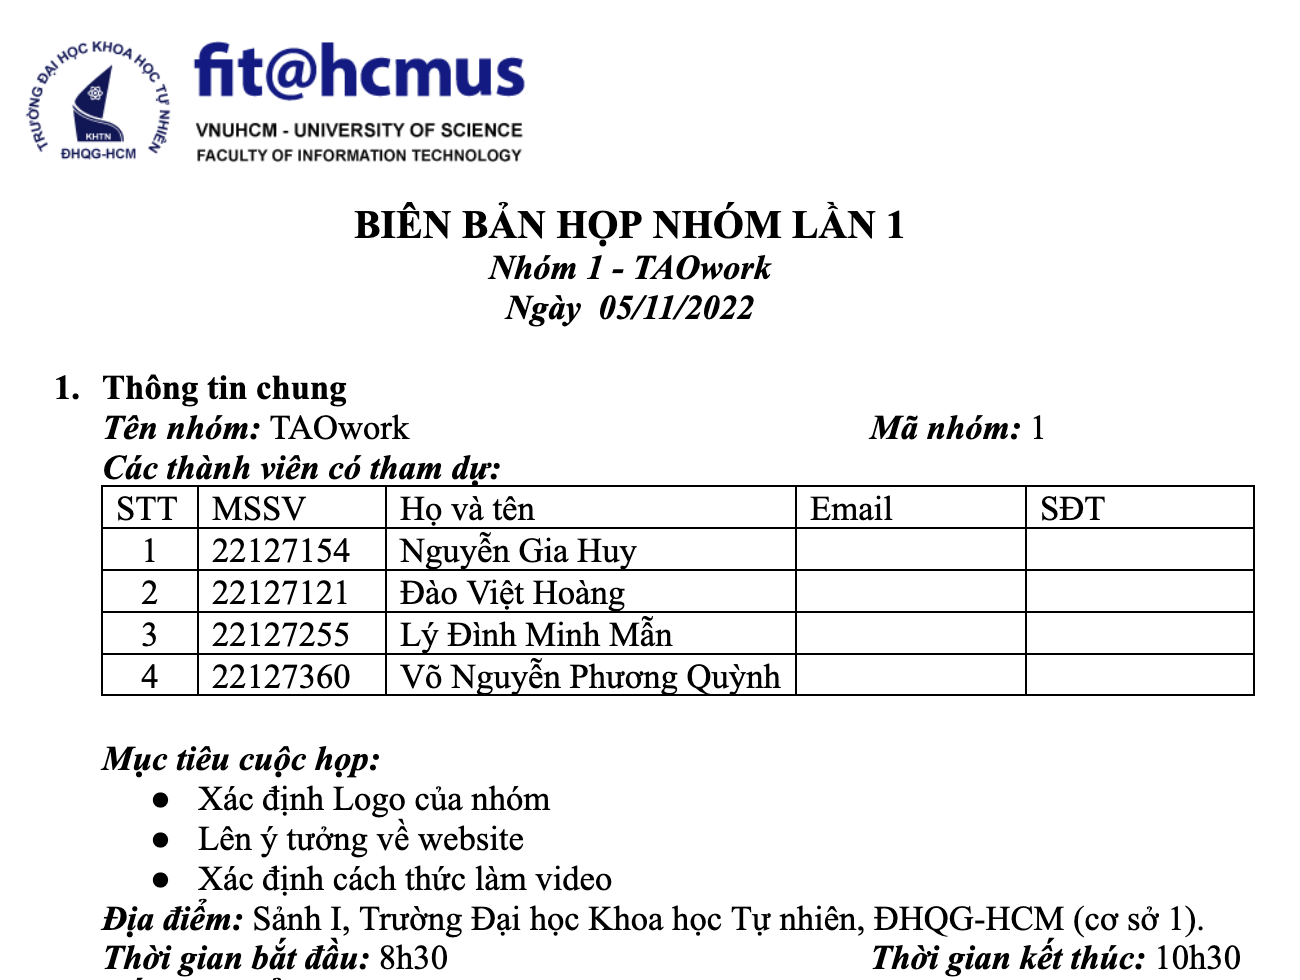 TRƯỜNG ĐẠI HỌC KHOA HỌC TỰ NHIÊN
KHTN
ĐHQG-HCM
fit@hcmus
VNUHCM - UNIVERSITY OF SCIENCE
FACULTY OF INFORMATION TECHNOLOGY
BIÊN BẢN HỌP NHÓM LẦN 1
Nhóm 1 - TAOwork
Ngày 05/11/2022
1. Thông tin chung
Tên nhóm: TAOwork Mã nhóm: 1
Các thành viên có tham dự:
STT MSSV Họ và tên Email SĐT
1 22127154 Nguyễn Gia Huy
2 22127121 Đào Việt Hoàng
3 22127255 Lý Đình Minh Mẫn
4 22127360 Võ Nguyễn Phương Quỳnh
Mục tiêu cuộc họp:
● Xác định Logo của nhóm
● Lên ý tưởng về website
● Xác định cách thức làm video
Địa điểm: Sảnh I, Trường Đại học Khoa học Tự nhiên, ĐHQG-HCM (cơ sở 1).
Thời gian bắt đầu: 8h30 Thời gian kết thúc: 10h30